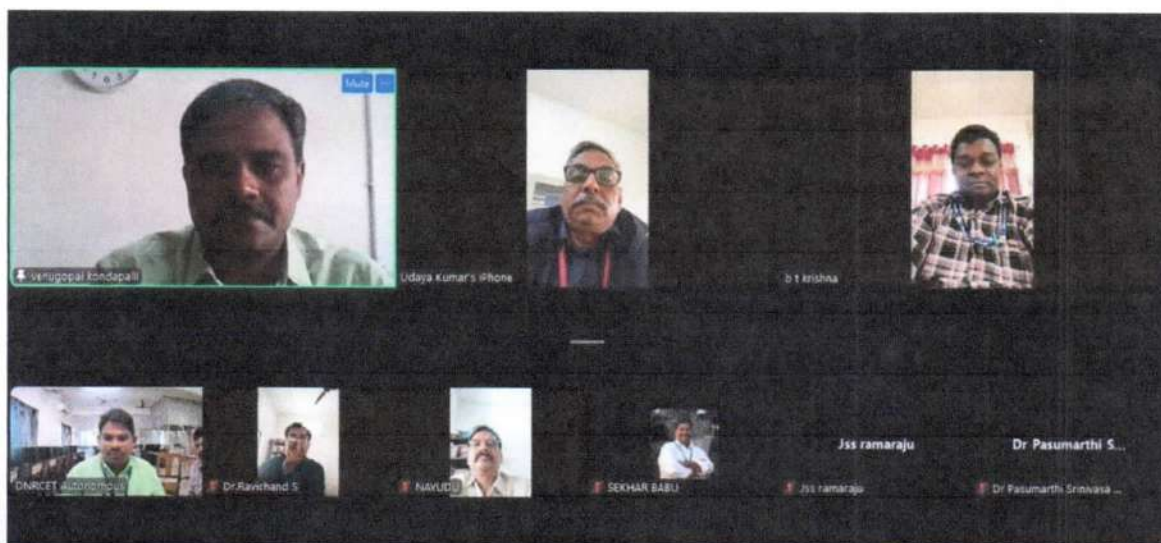 Mute
venugopal kondapalli
Udaya Kumar's iPhone
b t krishna
Jss ramaraju
Dr Pasumarthi S...
DNRCET Autonomous
Dr.Ravichand S
NAYUDU
SEKHAR BABU
Jss ramaraju
Dr Pasumarthi Srinivasa ...